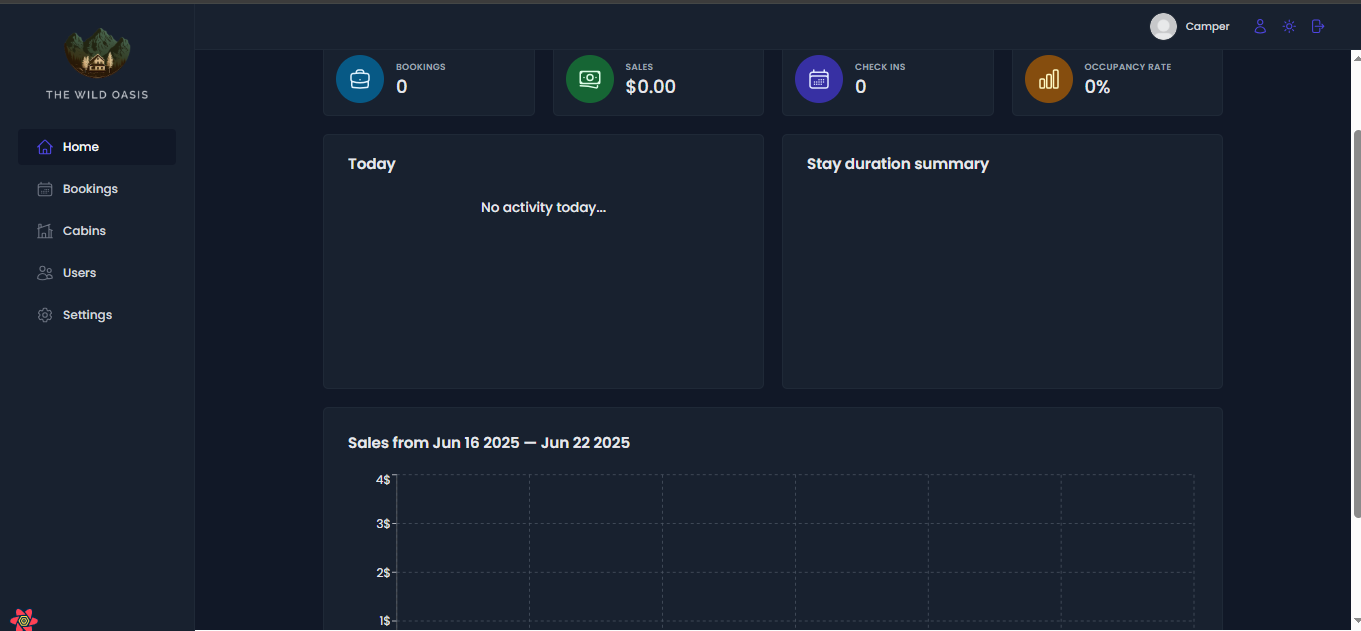 Camper
THE WILD OASIS
Home
Bookings
Cabins
Users
Settings
BOOKINGS
0
SALES
$0.00
CHECK INS
0
OCCUPANCY RATE
0%
Today
No activity today...
Stay duration summary
Sales from Jun 16 2025 — Jun 22 2025
4$
3$
2$
1$